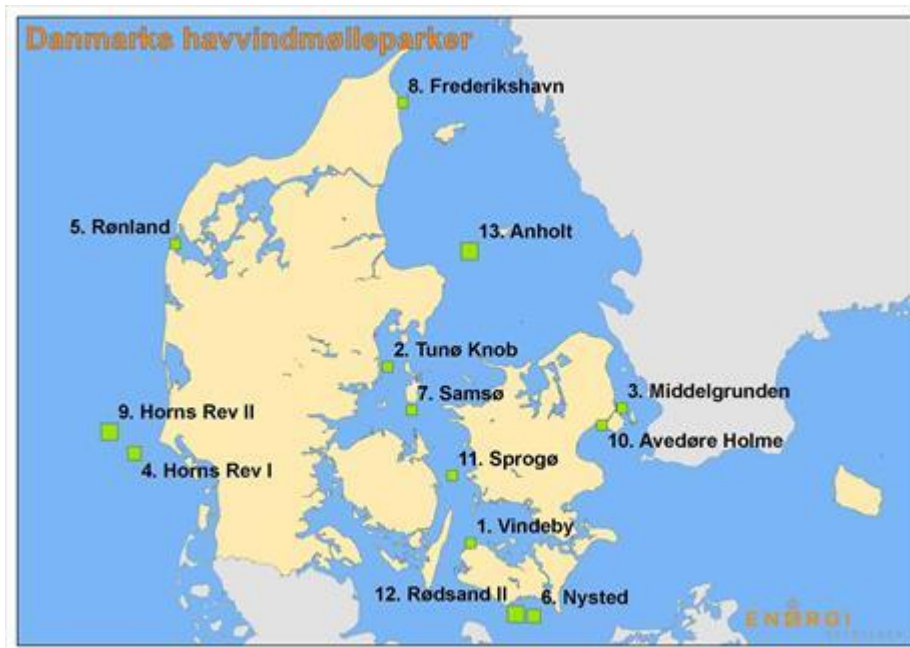 Danmarks havvindmølleparker
8. Frederikshavn
5. Rønland
13. Anholt
2. Tunø Knob
7. Samsø
3. Middelgrunden
9. Horns Rev II
10. Avedøre Holme
4. Horns Rev I
11. Sprogø
1. Vindeby
12. Rødsand II
6. Nysted